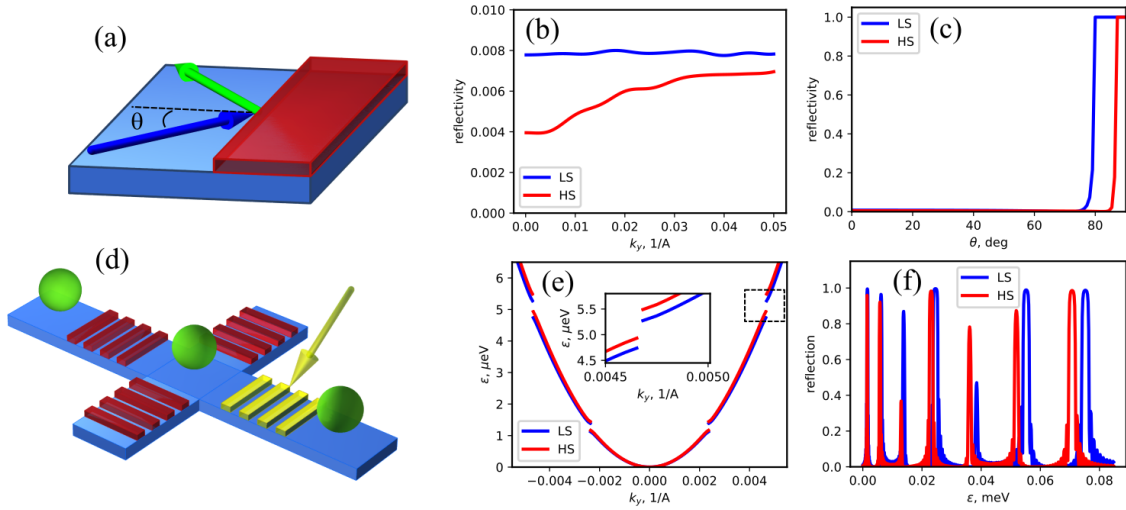 (a)
θ
(b)
reflectivity
0.010
0.008
0.006
0.004
0.002
0.000
LS
HS
0.00 0.01 0.02 0.03 0.04 0.05
k_y, 1/A
(c)
reflectivity
1.0
0.8
0.6
0.4
0.2
0.0
LS
HS
0 20 40 60 80
θ, deg
(d)
(e)
ε, μeV
6
5
4
3
2
1
0
ε, μeV
5.5
5.0
4.5
0.0045 0.0050
k_y, 1/A
LS
HS
−0.004 −0.002 0.000 0.002 0.004
k_y, 1/A
(f)
reflection
1.0
0.8
0.6
0.4
0.2
0.0
LS
HS
0.00 0.02 0.04 0.06 0.08
ε, meV